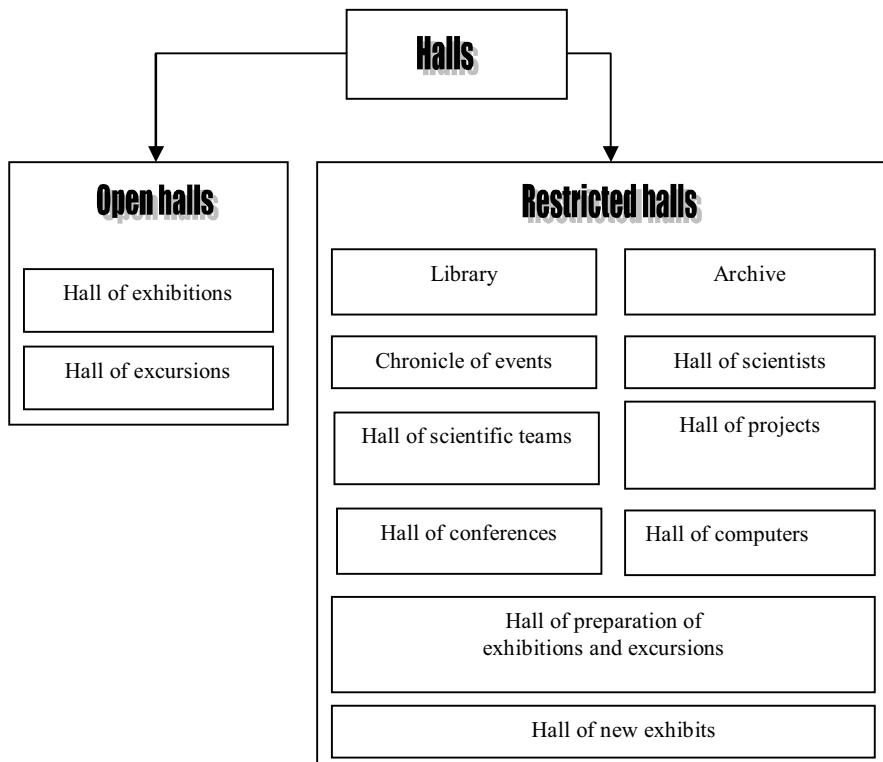 Halls
Open halls
Hall of exhibitions
Hall of excursions
Restricted halls
Library
Archive
Chronicle of events
Hall of scientists
Hall of scientific teams
Hall of projects
Hall of conferences
Hall of computers
Hall of preparation of
exhibitions and excursions
Hall of new exhibits